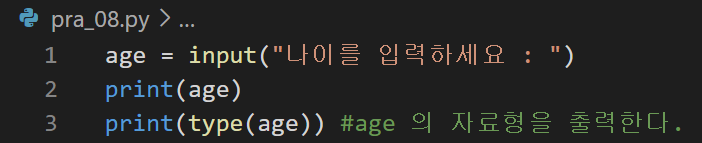 pra_08.py > ...
1 age = input("나이를 입력하세요 : ")
2 print(age)
3 print(type(age)) #age 의 자료형을 출력한다.